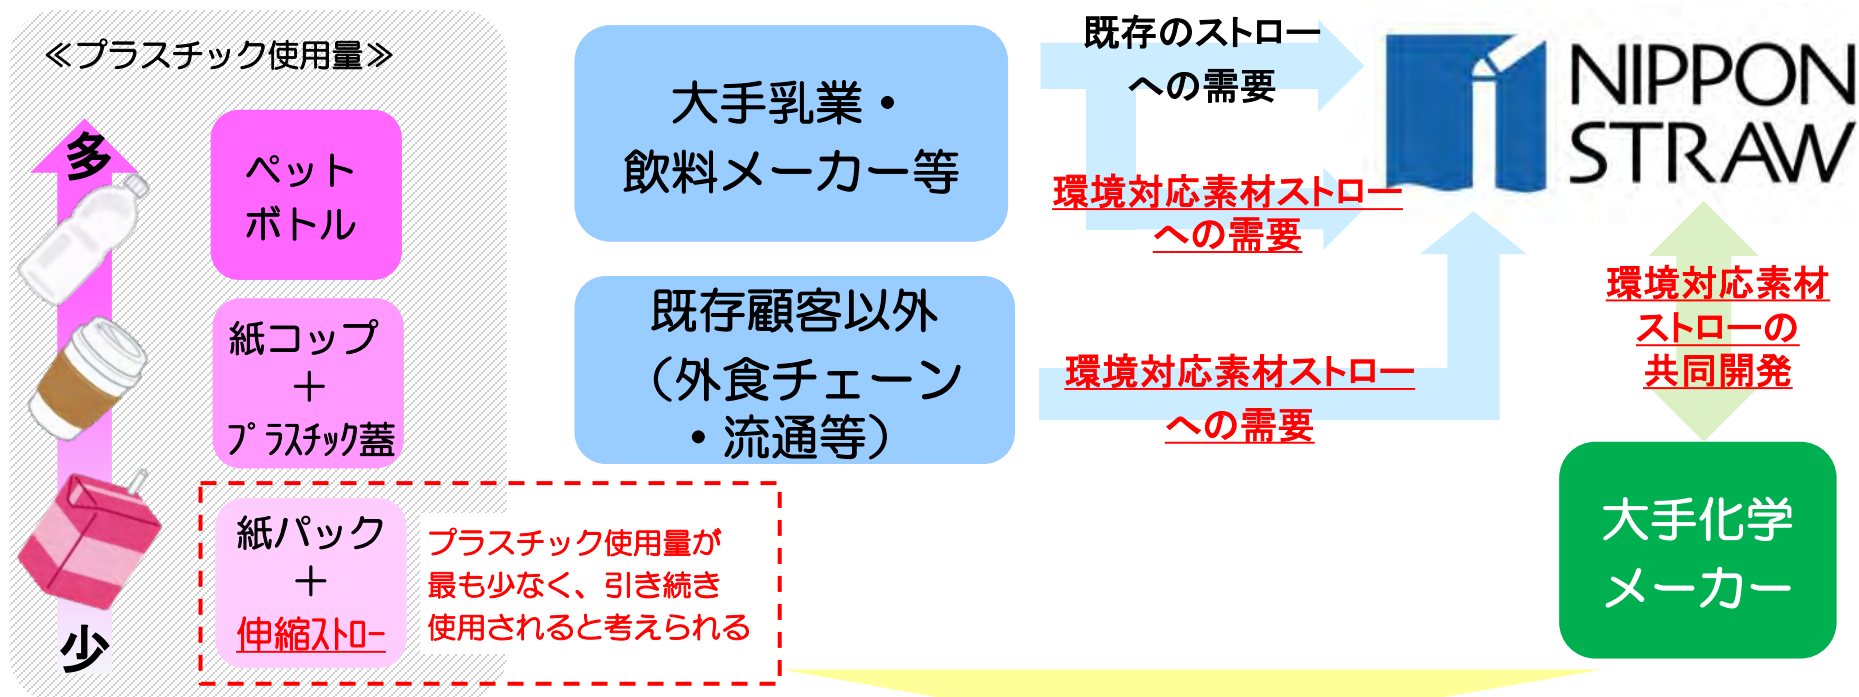 ≪プラスチック使用量≫
多
ペット
ボトル
紙コップ
＋
プラスチック蓋
紙パック
＋
伸縮ストロー
少
プラスチック使用量が
最も少なく、引き続き
使用されると考えられる
大手乳業・
飲料メーカー等
既存顧客以外
（外食チェーン
・流通等）
既存のストロー
への需要
環境対応素材ストロー
への需要
環境対応素材ストロー
への需要
NIPPON
STRAW
環境対応素材
ストローの
共同開発
大手化学
メーカー